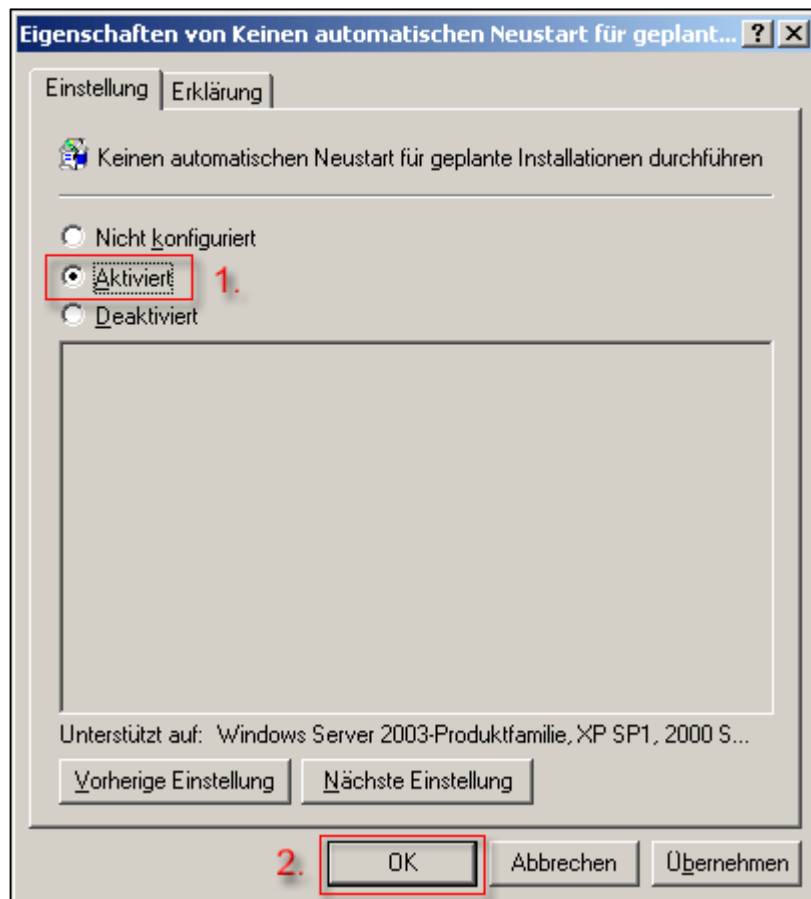 Eigenschaften von Keinen automatischen Neustart für geplant... ? X
Einstellung Erklärung
Keinen automatischen Neustart für geplante Installationen durchführen
Nicht konfiguriert
Aktiviert 1.
Deaktiviert
Unterstützt auf: Windows Server 2003-Produktfamilie, XP SP1, 2000 S...
Vorherige Einstellung Nächste Einstellung
2. OK Abbrechen Übernehmen